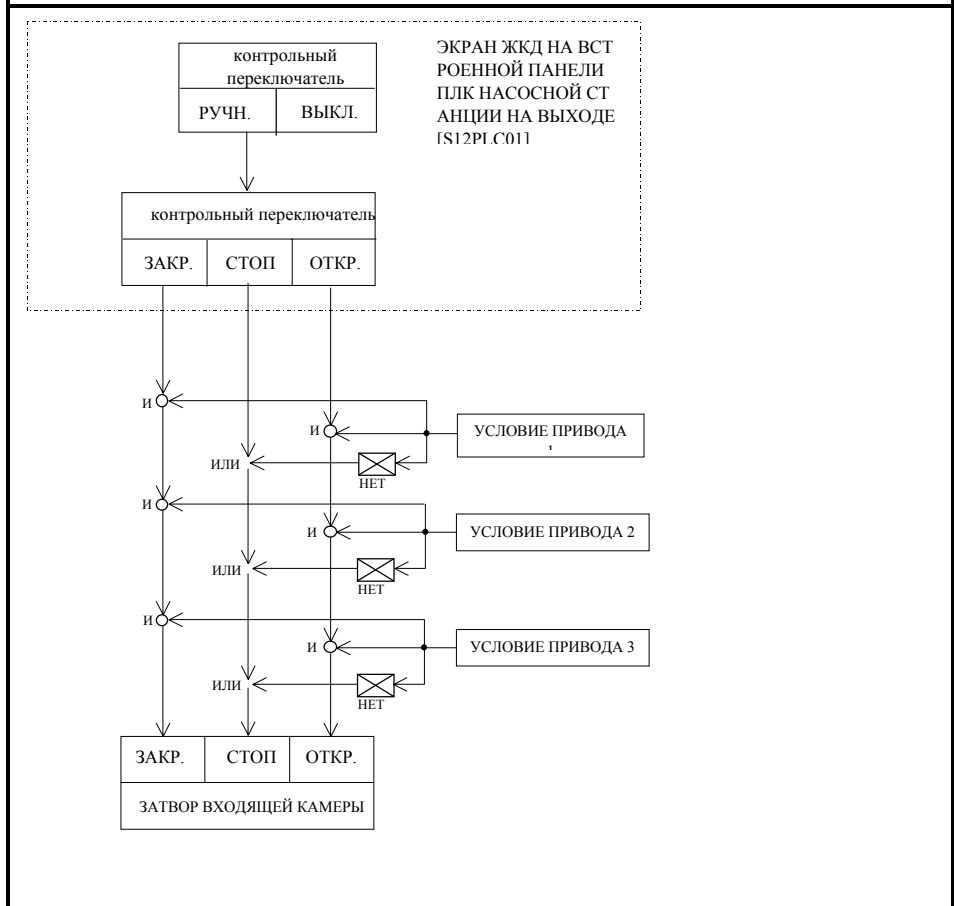 контрольный
переключатель
РУЧН.
ВЫКЛ.
ЭКРАН ЖКД НА ВСТ
РОЕННОЙ ПАНЕЛИ
ПЛК НАСОСНОЙ СТ
АНЦИИ НА ВЫХОДЕ
[S12PLC01]
контрольный переключатель
ЗАКР.
СТОП
ОТКР.
И
И
УСЛОВИЕ ПРИВОДА
1
ИЛИ
НЕТ
И
И
УСЛОВИЕ ПРИВОДА 2
ИЛИ
НЕТ
И
И
УСЛОВИЕ ПРИВОДА 3
ИЛИ
НЕТ
ЗАКР.
СТОП
ОТКР.
ЗАТВОР ВХОДЯЩЕЙ КАМЕРЫ